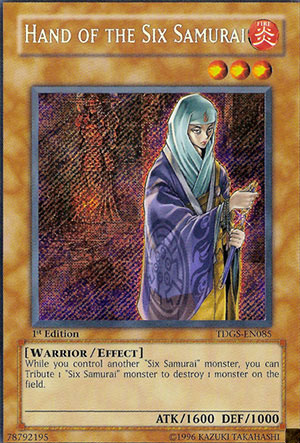 HAND OF THE SIX SAMURAI
FIRE
炎
1st Edition
TDGS-EN085
[WARRIOR/EFFECT]
While you control another "Six Samurai" monster, you can
Tribute 1 "Six Samurai" monster to destroy 1 monster on
the field.
ATK/1600 DEF/1000
78792195
©1996 KAZUKI TAKAHASHI